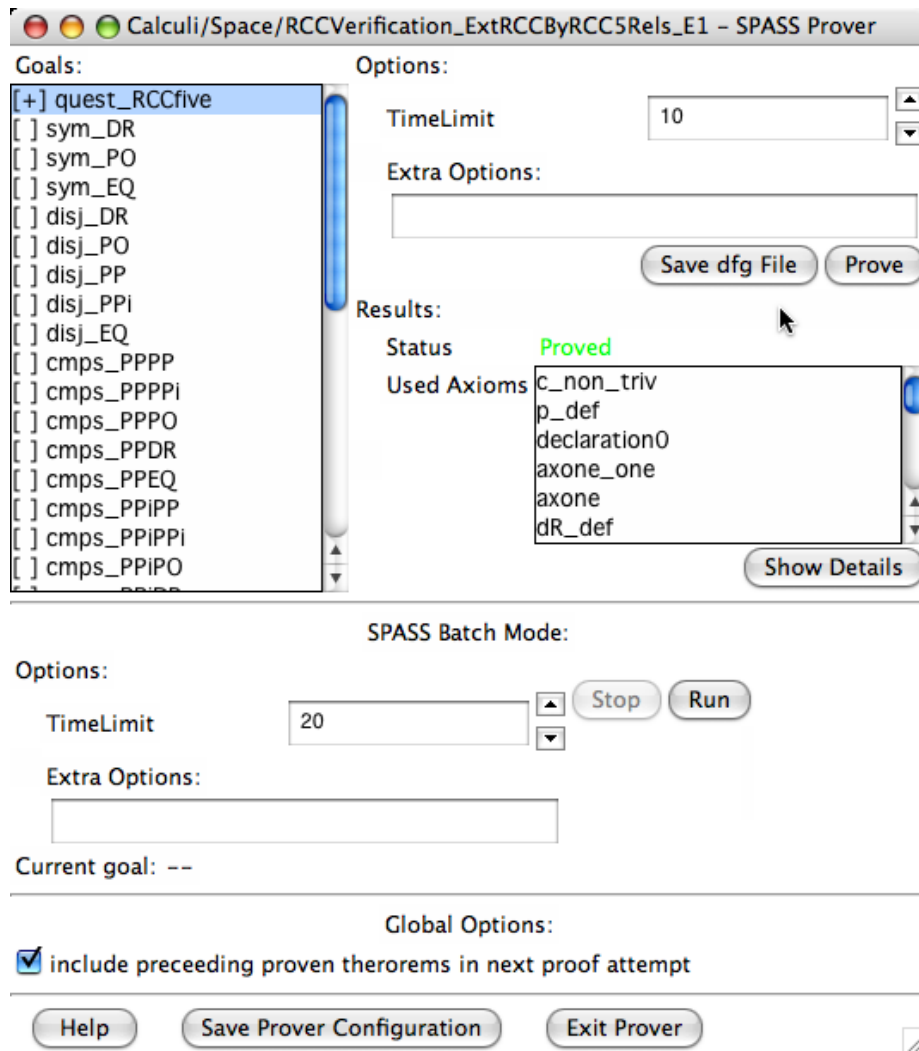 Calculi/Space/RCCVerification_ExtRCCByRCC5Rels_E1 - SPASS Prover
Goals:
[+] quest_RCCfive
[ ] sym_DR
[ ] sym_PO
[ ] sym_EQ
[ ] disj_DR
[ ] disj_PO
[ ] disj_PP
[ ] disj_PPi
[ ] disj_EQ
[ ] cmps_PPPP
[ ] cmps_PPPPi
[ ] cmps_PPPO
[ ] cmps_PPDR
[ ] cmps_PPEQ
[ ] cmps_PPiPP
[ ] cmps_PPiPPi
[ ] cmps_PPiPO
Options:
TimeLimit
10
Extra Options:
Save dfg File
Prove
Results:
Status
Proved
Used Axioms
c_non_triv
p_def
declaration0
axone_one
axone
dR_def
Show Details
SPASS Batch Mode:
Options:
TimeLimit
20
Stop
Run
Extra Options:
Current goal: --
Global Options:
include preceeding proven therorems in next proof attempt
Help
Save Prover Configuration
Exit Prover